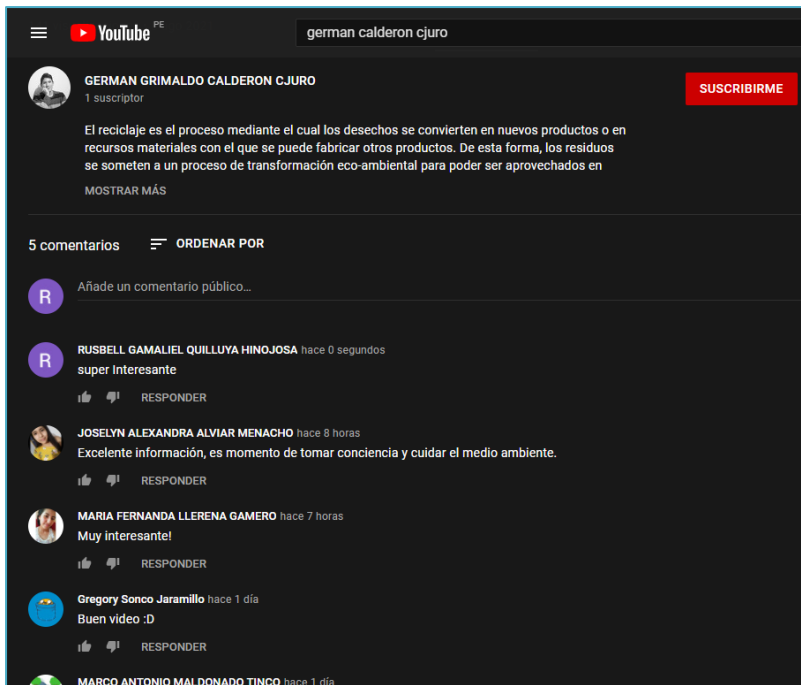 YouTube PE
german calderon cjuro
GERMAN GRIMALDO CALDERON CJURO
1 suscriptor
SUSCRIBIRME
El reciclaje es el proceso mediante el cual los desechos se convierten en nuevos productos o en
recursos materiales con el que se puede fabricar otros productos. De esta forma, los residuos
se someten a un proceso de transformación eco-ambiental para poder ser aprovechados en
MOSTRAR MÁS
5 comentarios
ORDENAR POR
R
Añade un comentario público...
R
RUSBELL GAMALIEL QUILLUYA HINOJOSA hace 0 segundos
super Interesante
RESPONDER
JOSELYN ALEXANDRA ALVIAR MENACHO hace 8 horas
Excelente información, es momento de tomar conciencia y cuidar el medio ambiente.
RESPONDER
MARIA FERNANDA LLERENA GAMERO hace 7 horas
Muy interesante!
RESPONDER
Gregory Sonco Jaramillo hace 1 día
Buen video :D
RESPONDER
MARCO ANTONIO MALDONADO TINCO hace 1 día